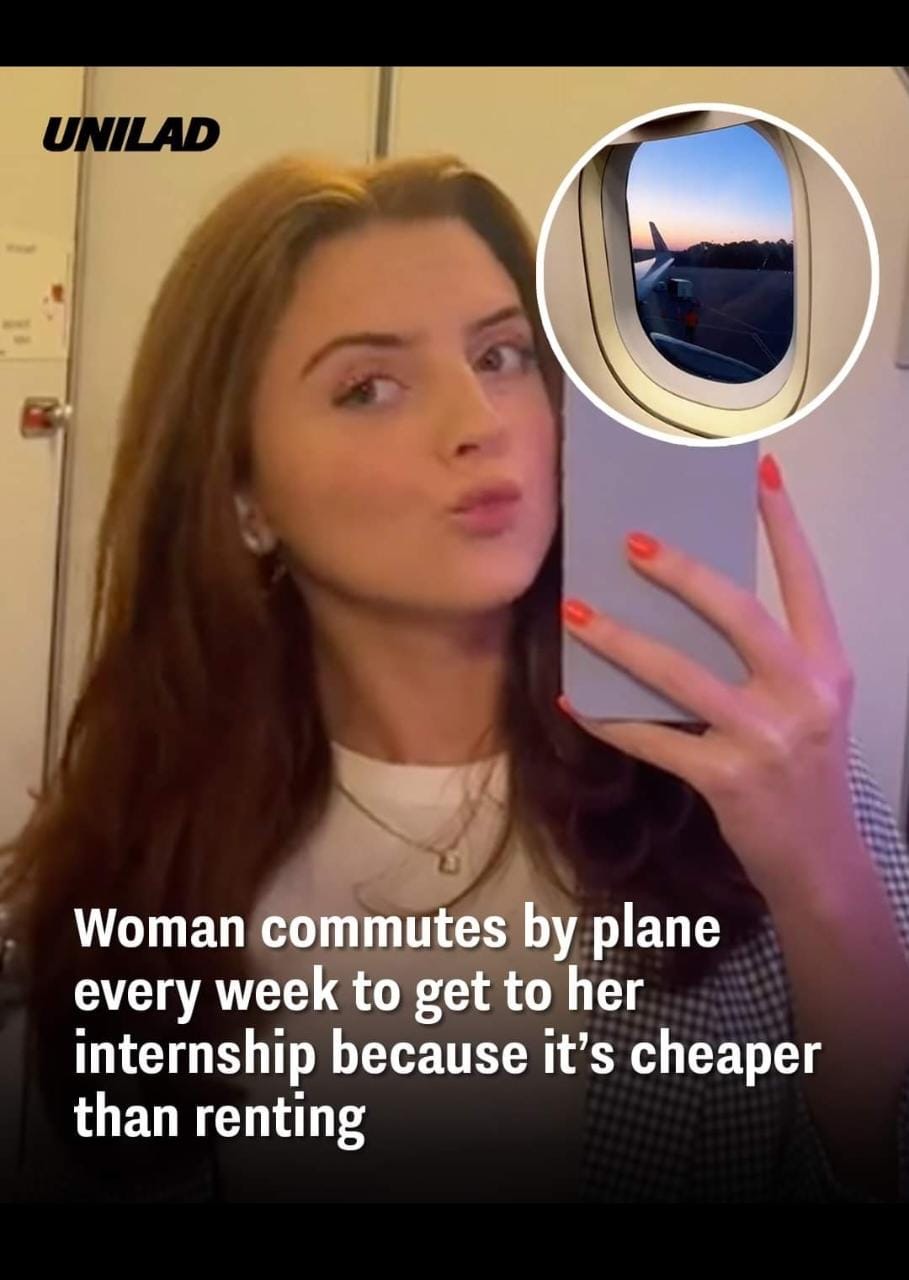 UNILAD
Woman commutes by plane
every week to get to her
internship because it’s cheaper
than renting